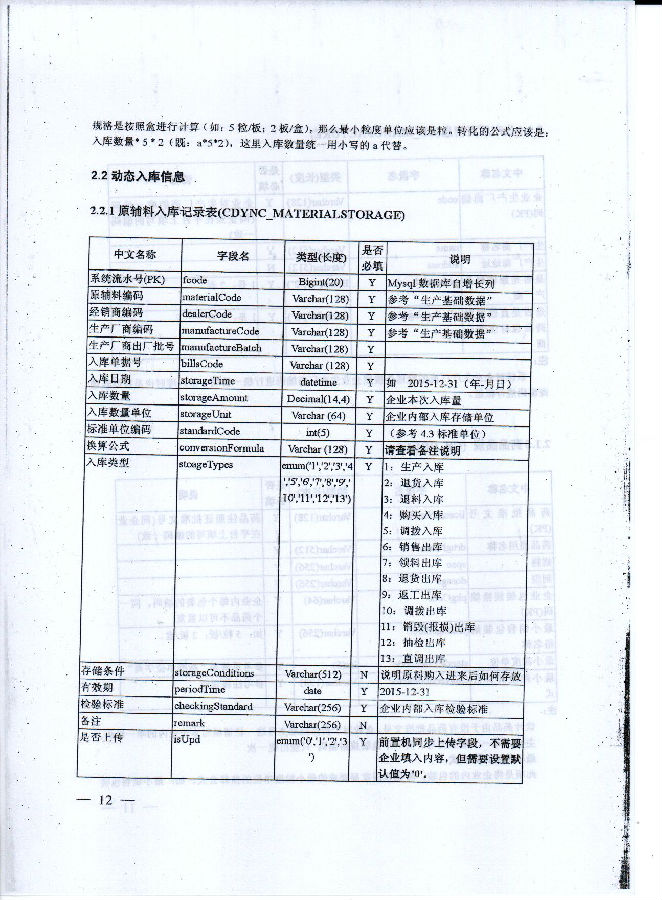 规格是按照盒进行计算（如：5 粒/板；2 板/盒），那么最小粒度单位应该是粒。转化的公式应该是：
入库数量* 5 * 2（既：a*5*2），这里入库数量统一用小写的 a 代替。
2.2 动态入库信息
2.2.1 原辅料入库记录表(CDYNC_MATERIALSTORAGE)
中文名称 字段名 类型(长度) 是否必填 说明
系统流水号(PK) fcode Bigint(20) Y Mysql 数据库自增长列
原辅料编码 materialCode Varchar(128) Y 参考“生产基础数据”
经销商编码 dealerCode Varchar(128) Y 参考“生产基础数据”
生产厂商编码 manufactureCode Varchar(128) Y 参考“生产基础数据”
生产厂商出厂批号 manufactureBatch Varchar(128) Y
入库单据号 billsCode Varchar (128) Y
入库日期 storageTime datetime Y 如 2015-12-31（年-月日）
入库数量 storageAmount Decimal(14,4) Y 企业本次入库量
入库数量单位 storageUnit Varchar (64) Y 企业内部入库存储单位
标准单位编码 standardCode int(5) Y （参考 4.3 标准单位）
换算公式 conversionFormula Varchar (128) Y 请查看备注说明
入库类型 stoageTypes enum('1','2','3','4 Y 1：生产入库
','5','6','7','8','9',' 2：退货入库
10','11','12','13') 3：退料入库
4：购买入库
5：调拨入库
6：销售出库
7：领料出库
8：退货出库
9：返工出库
10：调拨出库
11：销毁(报损)出库
12：抽检出库
13：直调出库
存储条件 storageConditions Varchar(512) N 说明原料购入进来后如何存放
有效期 periodTime date Y 2015-12-31
检验标准 checkingStandard Varchar(256) Y 企业内部入库检验标准
备注 remark Varchar(256) N
是否上传 isUpd enum('0','1','2','3 Y 前置机同步上传字段，不需要
') 企业填入内容，但需要设置默
认值为'0'。
— 12 —